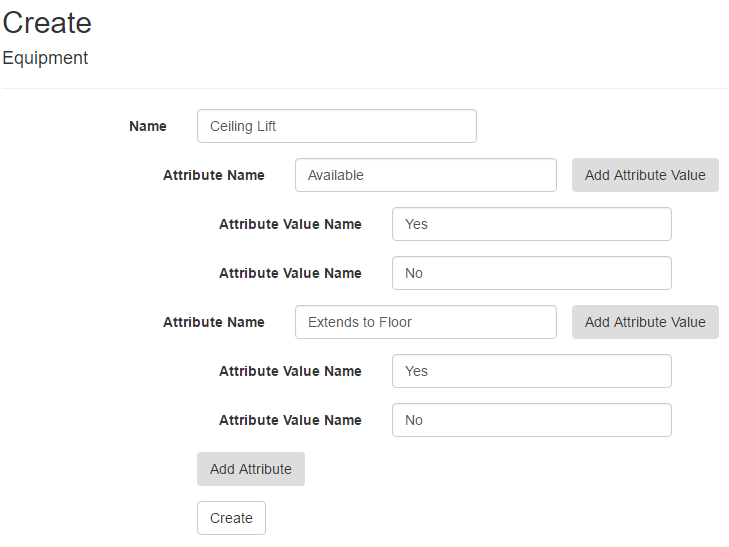 Create
Equipment
Name Ceiling Lift
Attribute Name Available Add Attribute Value
Attribute Value Name Yes
Attribute Value Name No
Attribute Name Extends to Floor Add Attribute Value
Attribute Value Name Yes
Attribute Value Name No
Add Attribute
Create